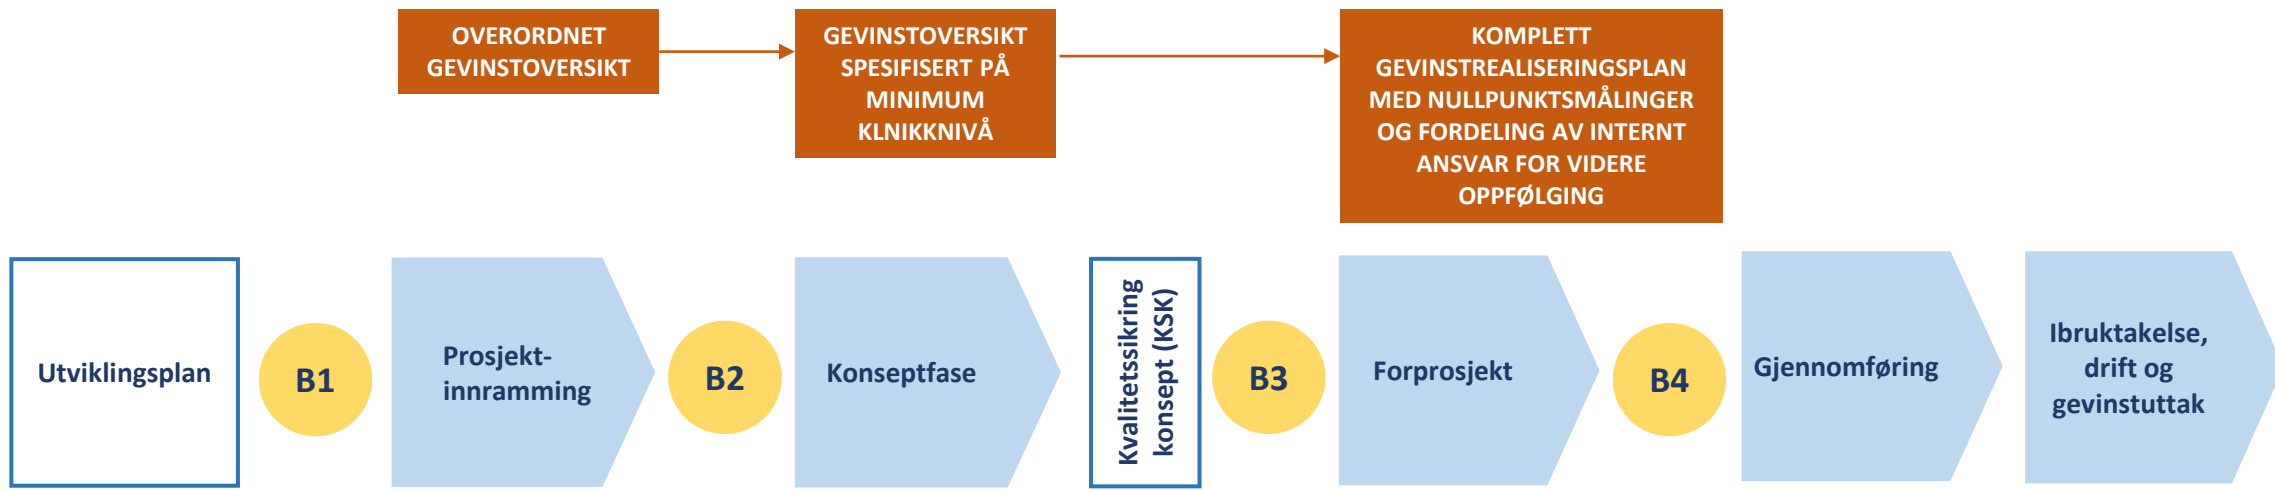 OVERORDNET
GEVINSTOVERSIKT
GEVINSTOVERSIKT
SPESIFISERT PÅ
MINIMUM
KLNIKKNIVÅ
KOMPLETT
GEVINSTREALISERINGSPLAN
MED NULLPUNKTSMÅLINGER
OG FORDELING AV INTERNT
ANSVAR FOR VIDERE
OPPFØLGING
Utviklingsplan
B1
Prosjekt-
innramming
B2
Konseptfase
Kvalitetssikring
konsept (KSK)
B3
Forprosjekt
B4
Gjennomføring
Ibruktakelse,
drift og
gevinstuttak